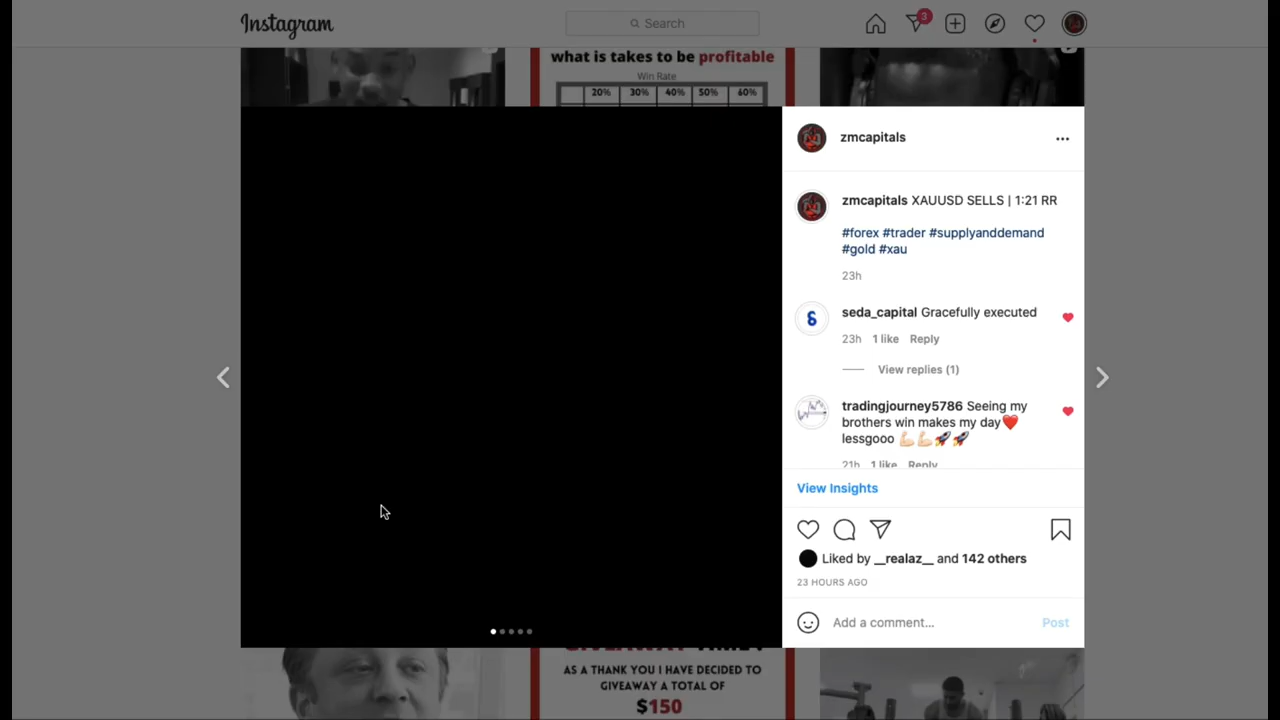 Instagram
Search
3
what is takes to be profitable
Win Rate
20% 30% 40% 50% 60%
zmcapitals
zmcapitals XAUUSD SELLS | 1:21 RR
#forex #trader #supplyanddemand
#gold #xau
23h
seda_capital Gracefully executed
23h 1 like Reply
View replies (1)
tradingjourney5786 Seeing my
brothers win makes my day❤️
lessgooo 💪🏻💪🏻🚀🚀
21h 1 like Reply
View Insights
Liked by __realaz__ and 142 others
23 HOURS AGO
Add a comment...
Post
AS A THANK YOU I HAVE DECIDED TO
GIVEAWAY A TOTAL OF
$150